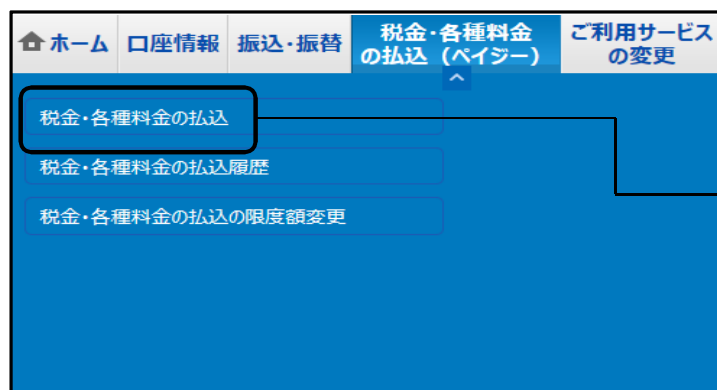 ホーム 口座情報 振込・振替 税金・各種料金 ご利用サービス
の払込（ペイジー） の変更
税金・各種料金の払込
税金・各種料金の払込履歴
税金・各種料金の払込の限度額変更